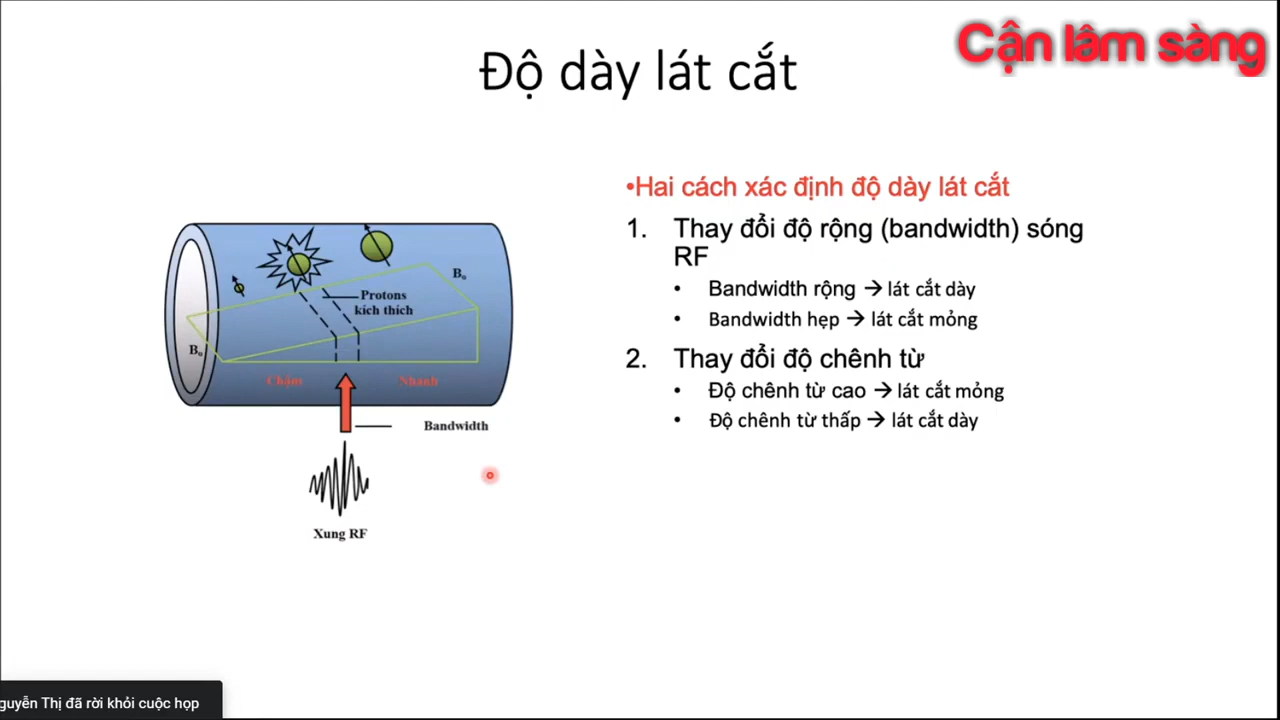 Cận lâm sàng
Độ dày lát cắt
•Hai cách xác định độ dày lát cắt
1. Thay đổi độ rộng (bandwidth) sóng
RF
• Bandwidth rộng → lát cắt dày
• Bandwidth hẹp → lát cắt mỏng
2. Thay đổi độ chênh từ
• Độ chênh từ cao → lát cắt mỏng
• Độ chênh từ thấp → lát cắt dày
Bₒ
Protons
kích thích
Bₒ
Chậm
Nhanh
Bandwidth
Xung RF
guyễn Thị đã rời khỏi cuộc họp